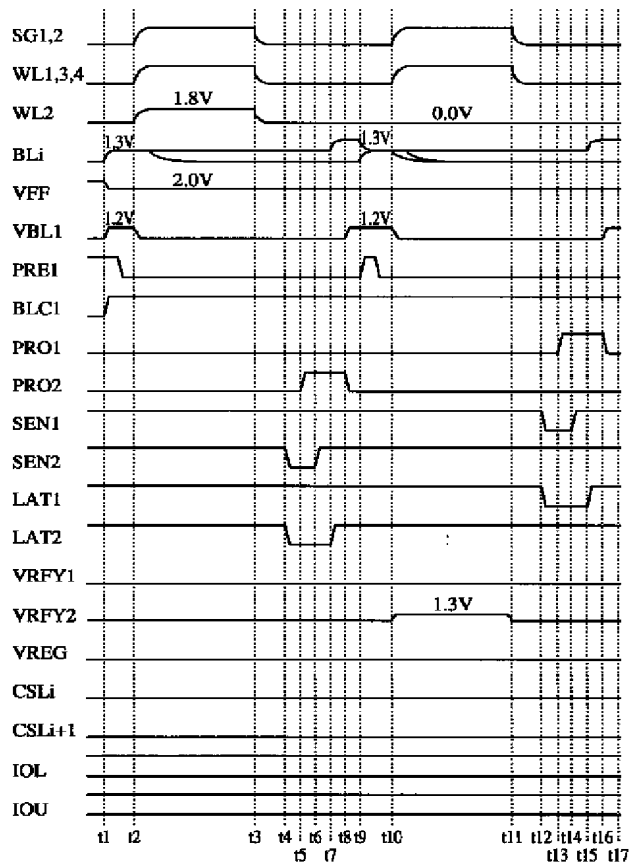 SG1,2
WL1,3,4
1.8V
WL2
0.0V
1.3V
1.3V
BLi
2.0V
VFF
1.2V
1.2V
VBL1
PRE1
BLC1
PRO1
PRO2
SEN1
SEN2
LAT1
LAT2
VRFY1
1.3V
VRFY2
VREG
CSLi
CSLi+1
IOL
IOU
t1 t2 t3 t4 t6 t8 t9 t10 t11 t12 t14 t16
t5 t7 t13 t15 t17